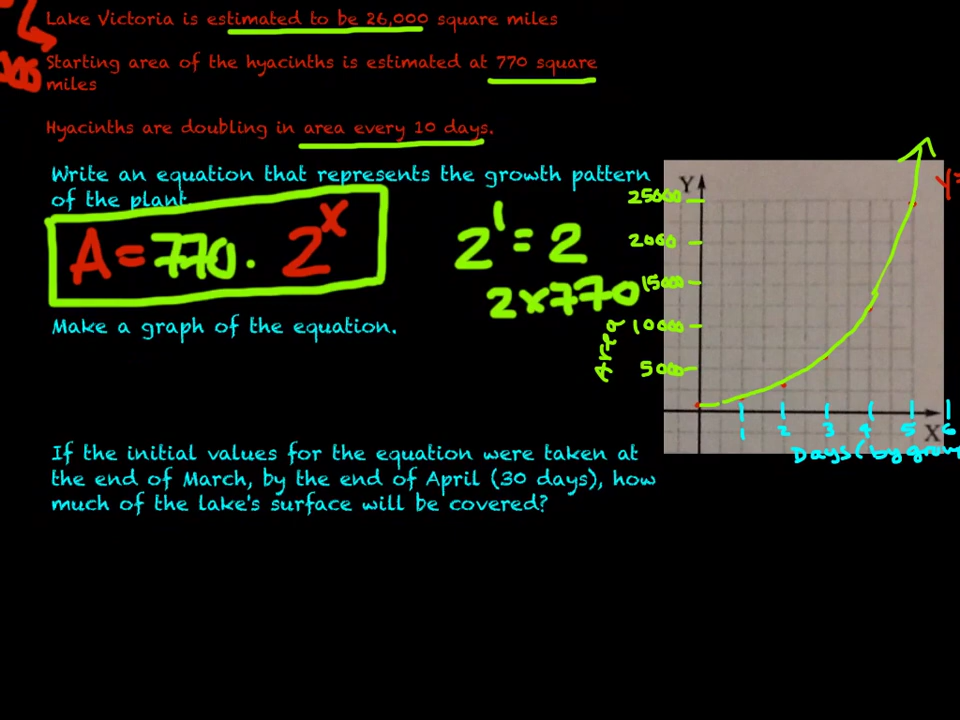 Lake Victoria is estimated to be 26,000 square miles
Starting area of the hyacinths is estimated at 770 square
miles
Hyacinths are doubling in area every 10 days.
Write an equation that represents the growth pattern
of the plant
A = 770 · 2^x
2^1 = 2
2x770
Make a graph of the equation.
Y
Y=
25000
2000
15000
10000
5000
Area
1 2 3 4 5 X 6
Days (by
If the initial values for the equation were taken at
the end of March, by the end of April (30 days), how
much of the lake's surface will be covered?